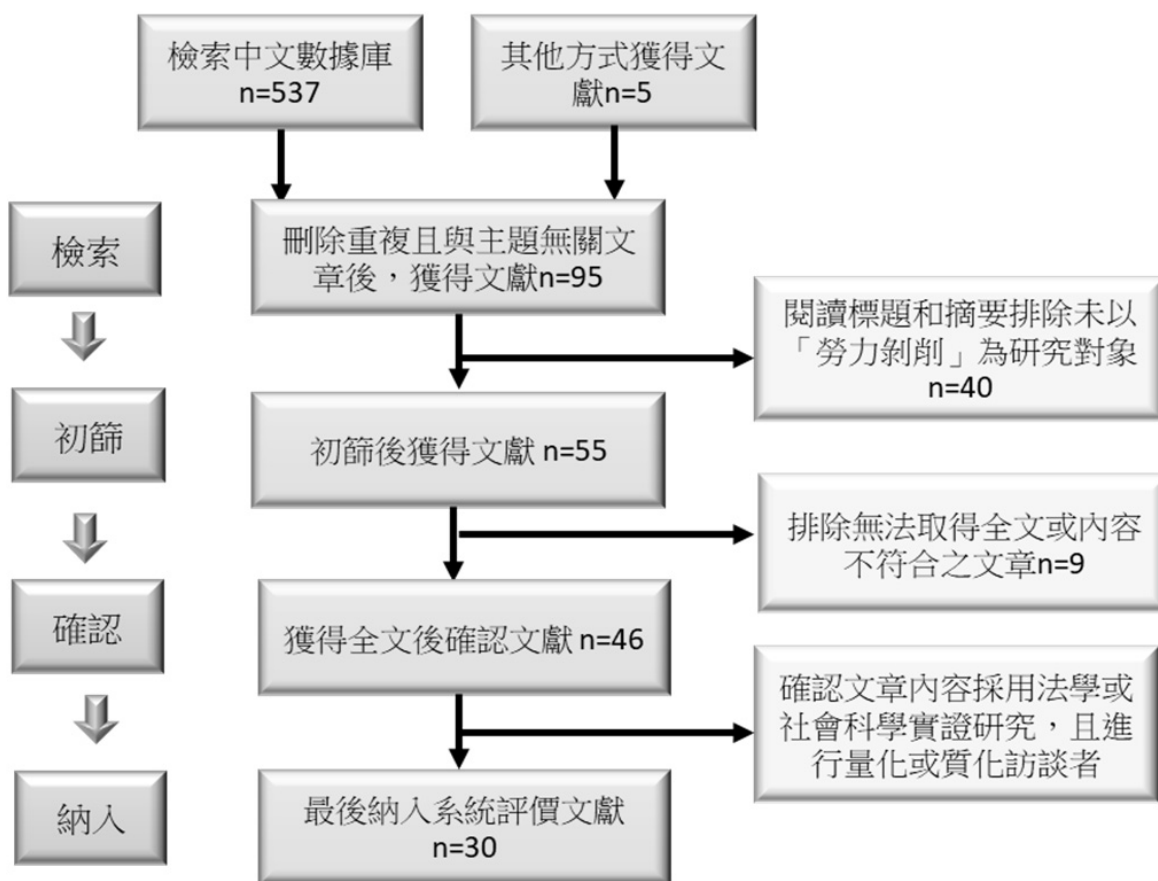 檢索中文數據庫
n=537
其他方式獲得文
獻n=5
檢索
刪除重複且與主題無關文
章後，獲得文獻n=95
閱讀標題和摘要排除未以
「勞力剝削」為研究對象
n=40
初篩
初篩後獲得文獻 n=55
排除無法取得全文或內容
不符合之文章n=9
確認
獲得全文後確認文獻 n=46
確認文章內容採用法學或
社會科學實證研究，且進
行量化或质化訪談者
納入
最後納入系統評價文獻
n=30